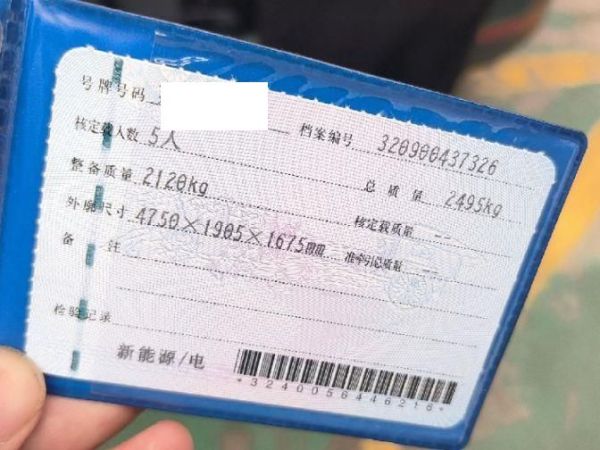 号牌号码
核定载人数 5人 档案编号 320900437326
整备质量 2120kg 总质量 2495kg
外廓尺寸 4750×1905×1675mm 核定载质量 --
备注 准牵引总质量 --
检验记录
新能源/电
*3240056446216*